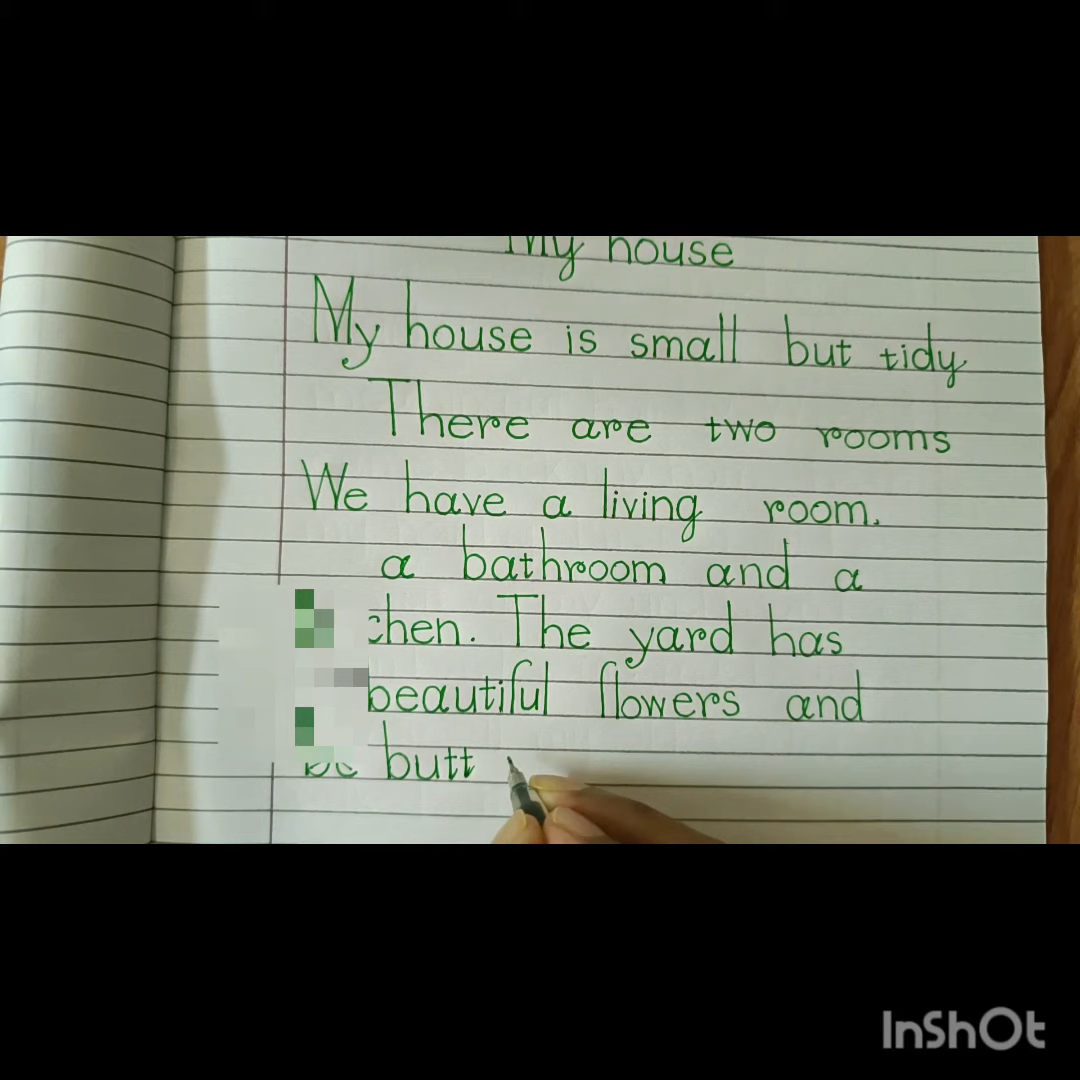 My house
My house is small but tidy
There are two rooms
We have a living room.
a bathroom and a
chen. The yard has
beautiful flowers and
butt
InShOt